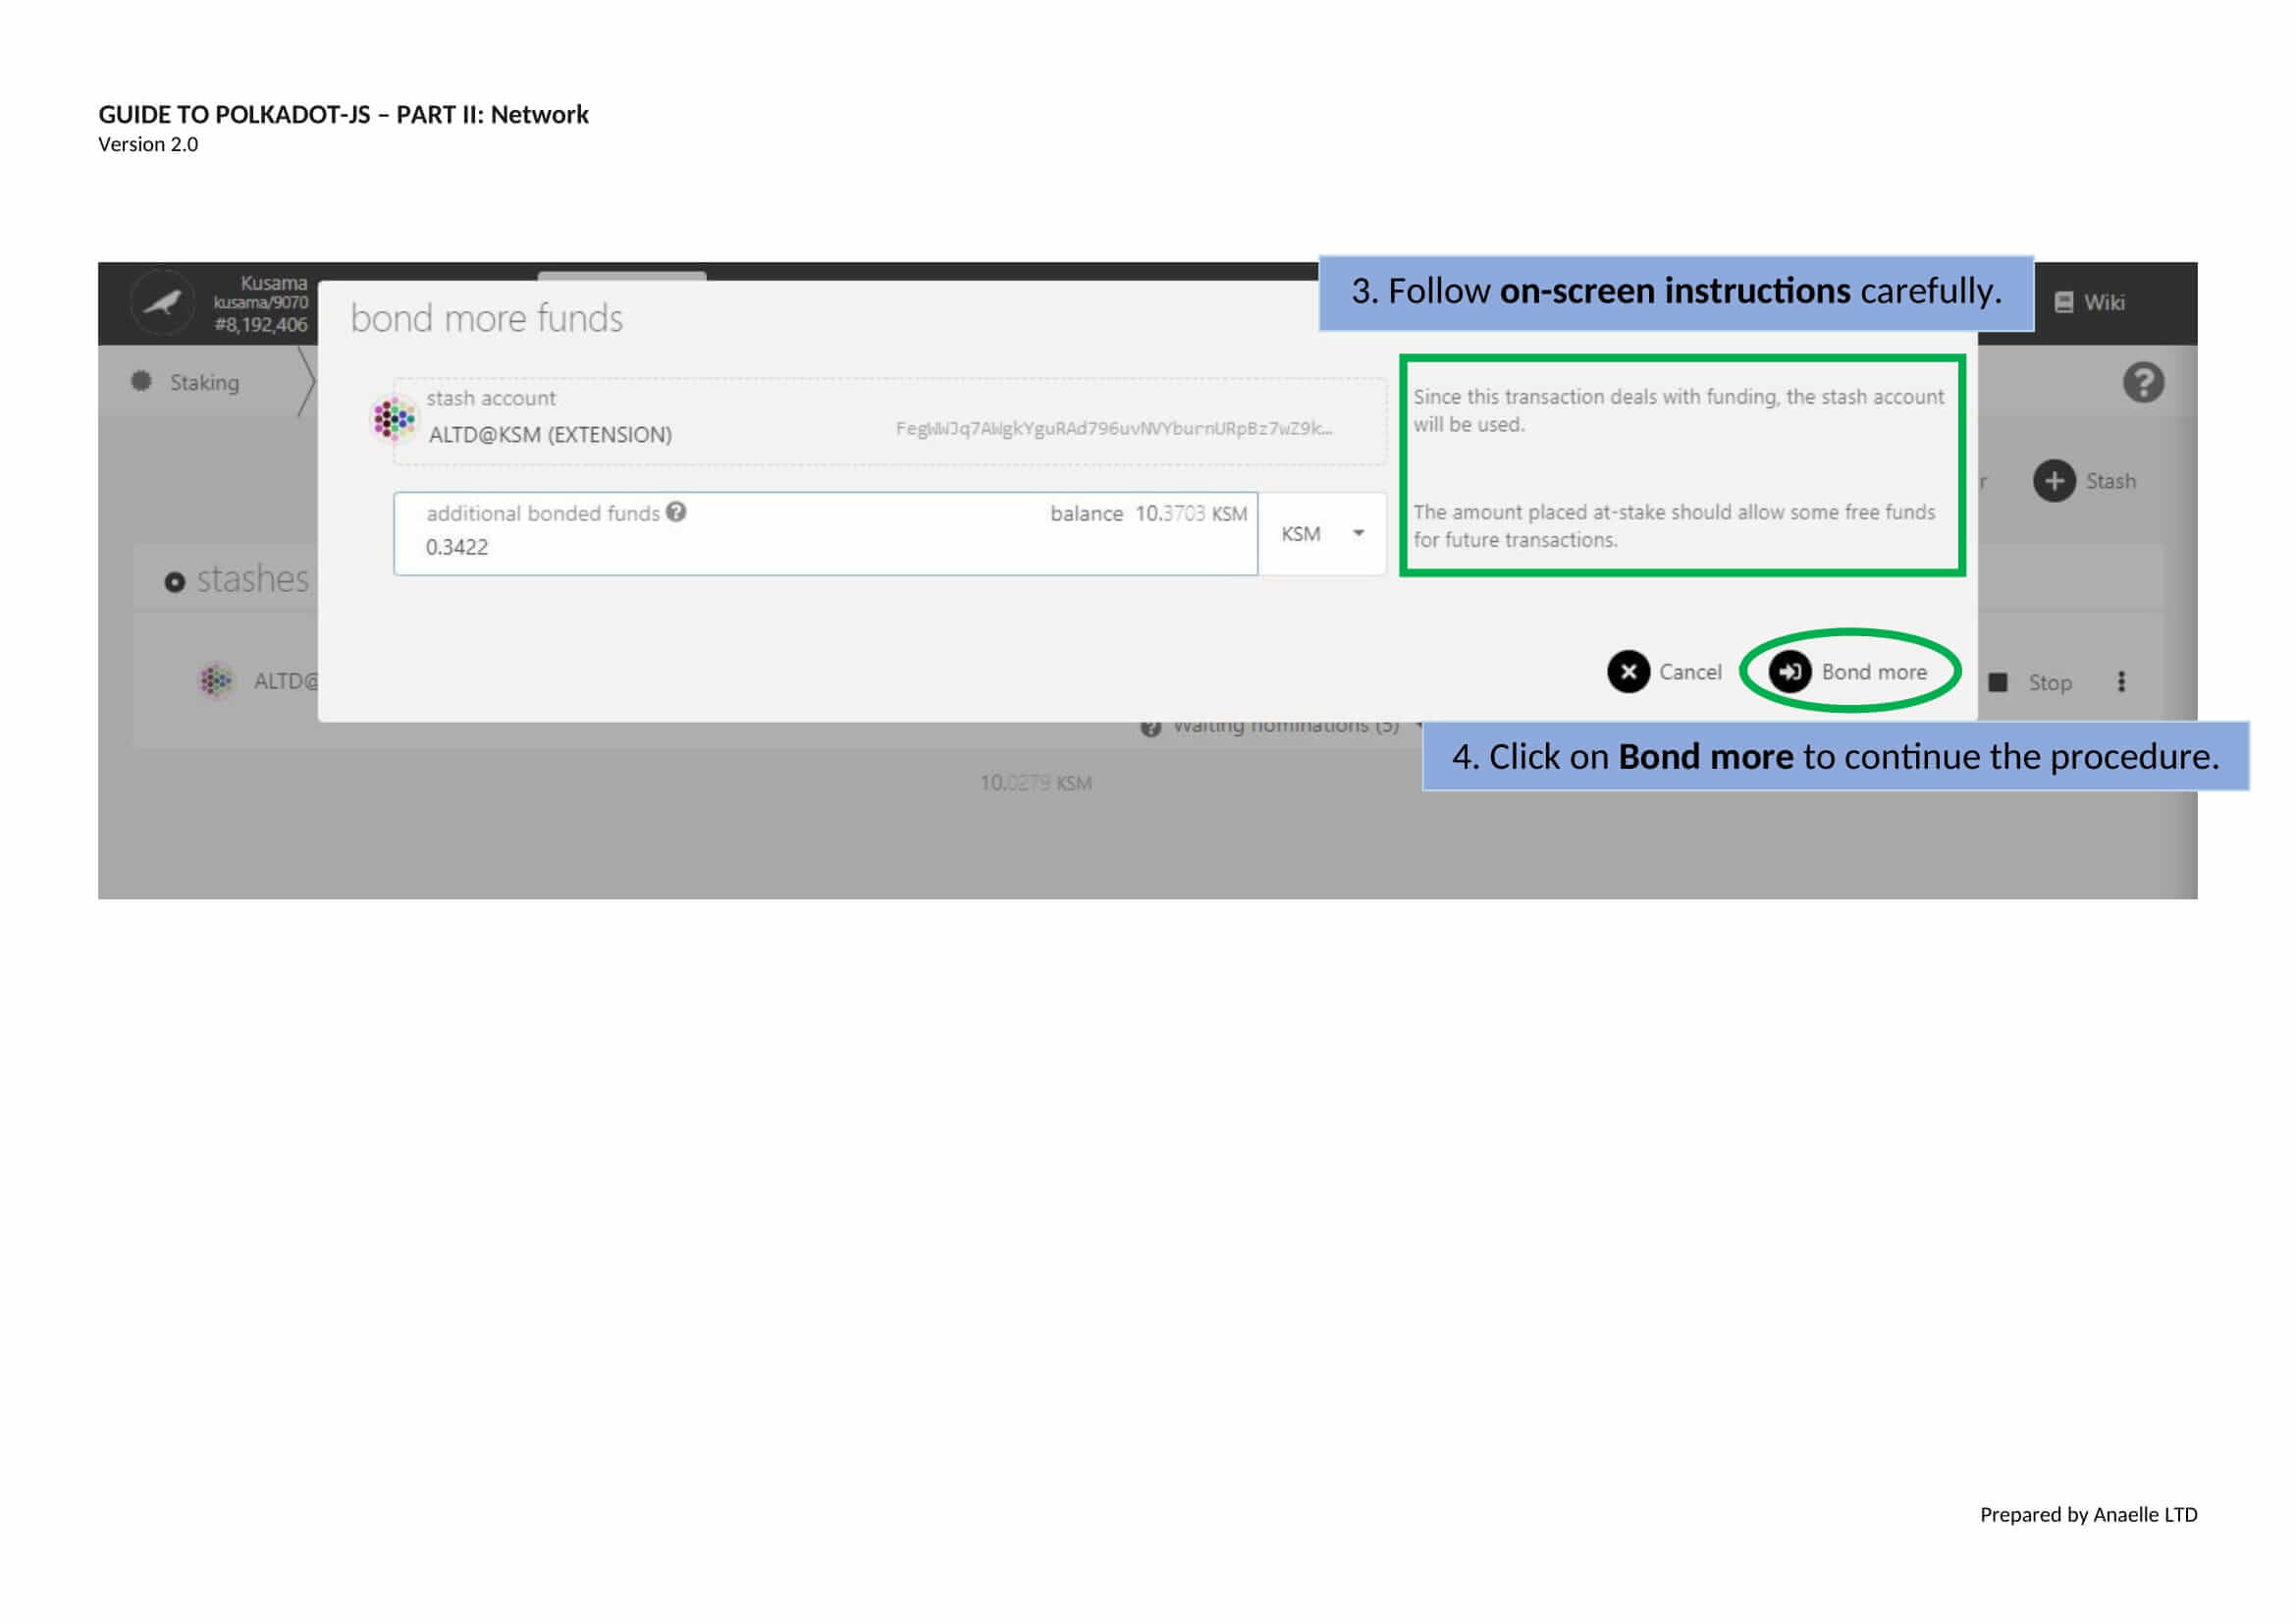 GUIDE TO POLKADOT-JS – PART II: Network
Version 2.0
3. Follow on-screen instructions carefully.
Kusama
kusama/9070
#8,192,406
Wiki
bond more funds
Staking
stash account
ALTD@KSM (EXTENSION)
FegWWJq7AWgkYguRAd796uvNVYburnURpBz7wZ9k...
Since this transaction deals with funding, the stash account
will be used.
Stash
additional bonded funds
balance 10.3703 KSM
0.3422
KSM
The amount placed at-stake should allow some free funds
for future transactions.
stashes
ALTD@
Cancel
Bond more
Stop
Waiting nominations (5)
4. Click on Bond more to continue the procedure.
10.0279 KSM
Prepared by Anaelle LTD